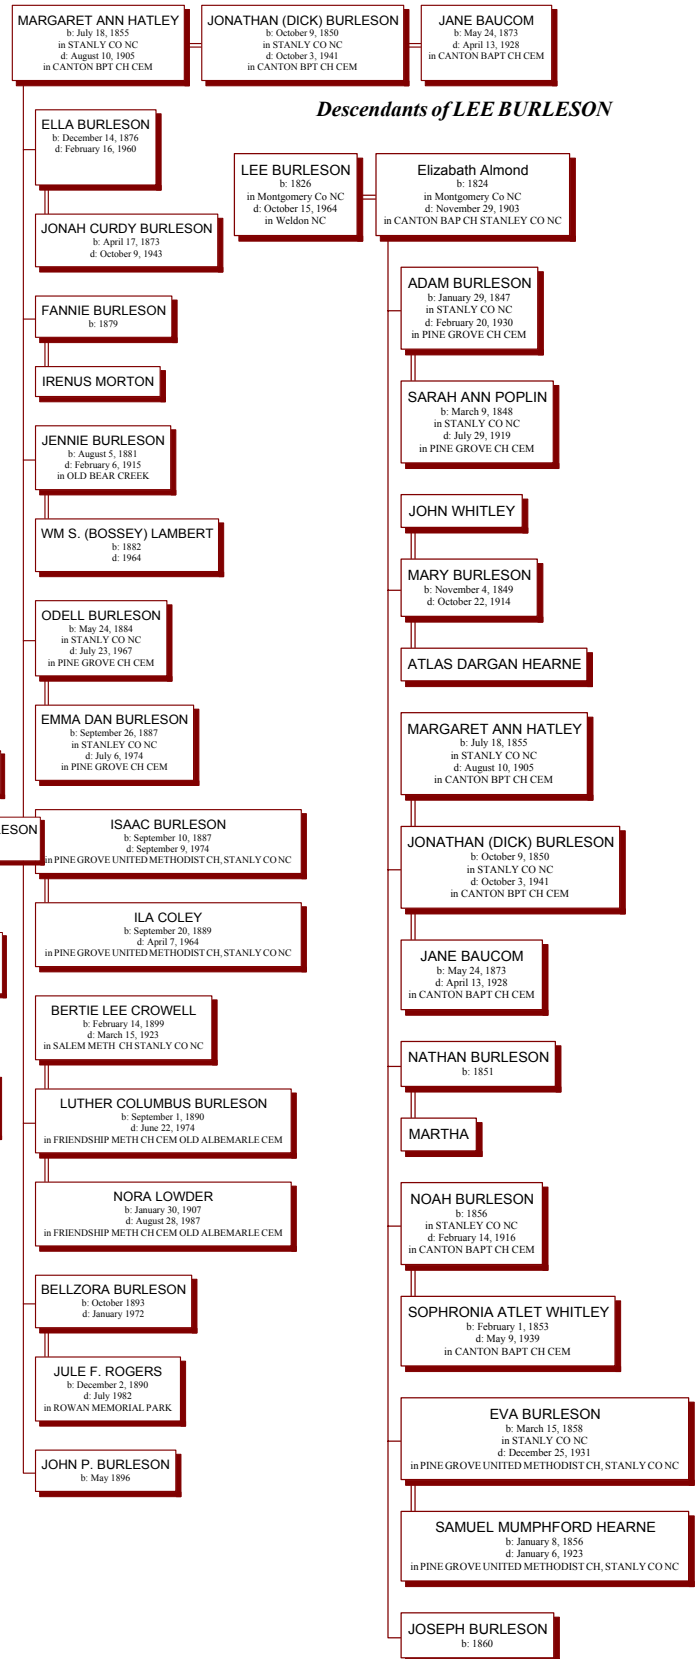 MARGARET ANN HATLEY
b: July 18, 1855
in STANLY CO NC
d: August 10, 1905
in CANTON BPT CH CEM
JONATHAN (DICK) BURLESON
b: October 9, 1850
in STANLY CO NC
d: October 3, 1941
in CANTON BPT CH CEM
JANE BAUCOM
b: May 24, 1873
d: April 13, 1928
in CANTON BAPT CH CEM
Descendants of LEE BURLESON
ELLA BURLESON
b: December 14, 1876
d: February 16, 1960
JONAH CURDY BURLESON
b: April 17, 1873
d: October 9, 1943
FANNIE BURLESON
b: 1879
IRENUS MORTON
JENNIE BURLESON
b: August 5, 1881
d: February 6, 1915
in OLD BEAR CREEK
WM S. (BOSSEY) LAMBERT
b: 1882
d: 1964
ODELL BURLESON
b: May 24, 1884
in STANLY CO NC
d: July 23, 1967
in PINE GROVE CH CEM
EMMA DAN BURLESON
b: September 26, 1887
in STANLEY CO NC
d: July 6, 1974
in PINE GROVE CH CEM
ESON
ISAAC BURLESON
b: September 10, 1887
d: September 9, 1974
in PINE GROVE UNITED METHODIST CH, STANLY CO NC
ILA COLEY
b: September 20, 1889
d: April 7, 1964
in PINE GROVE UNITED METHODIST CH, STANLY CO NC
BERTIE LEE CROWELL
b: February 14, 1899
d: March 15, 1923
in SALEM METH CH STANLY CO NC
LUTHER COLUMBUS BURLESON
b: September 1, 1890
d: June 22, 1974
in FRIENDSHIP METH CH CEM OLD ALBEMARLE CEM
NORA LOWDER
b: January 30, 1907
d: August 28, 1987
in FRIENDSHIP METH CH CEM OLD ALBEMARLE CEM
BELLZORA BURLESON
b: October 1893
d: January 1972
JULE F. ROGERS
b: December 2, 1890
d: July 1982
in ROWAN MEMORIAL PARK
JOHN P. BURLESON
b: May 1896
LEE BURLESON
b: 1826
in Montgomery Co NC
d: October 15, 1964
in Weldon NC
Elizabath Almond
b: 1824
in Montgomery Co NC
d: November 29, 1903
in CANTON BAP CH STANLEY CO NC
ADAM BURLESON
b: January 29, 1847
in STANLY CO NC
d: February 20, 1930
in PINE GROVE CH CEM
SARAH ANN POPLIN
b: March 9, 1848
in STANLY CO NC
d: July 29, 1919
in PINE GROVE CH CEM
JOHN WHITLEY
MARY BURLESON
b: November 4, 1849
d: October 22, 1914
ATLAS DARGAN HEARNE
MARGARET ANN HATLEY
b: July 18, 1855
in STANLY CO NC
d: August 10, 1905
in CANTON BPT CH CEM
JONATHAN (DICK) BURLESON
b: October 9, 1850
in STANLY CO NC
d: October 3, 1941
in CANTON BPT CH CEM
JANE BAUCOM
b: May 24, 1873
d: April 13, 1928
in CANTON BAPT CH CEM
NATHAN BURLESON
b: 1851
MARTHA
NOAH BURLESON
b: 1856
in STANLEY CO NC
d: February 14, 1916
in CANTON BAPT CH CEM
SOPHRONIA ATLET WHITLEY
b: February 1, 1853
d: May 9, 1939
in CANTON BAPT CH CEM
EVA BURLESON
b: March 15, 1858
in STANLY CO NC
d: December 25, 1931
in PINE GROVE UNITED METHODIST CH, STANLY CO NC
SAMUEL MUMPHFORD HEARNE
b: January 8, 1856
d: January 6, 1923
in PINE GROVE UNITED METHODIST CH, STANLY CO NC
JOSEPH BURLESON
b: 1860